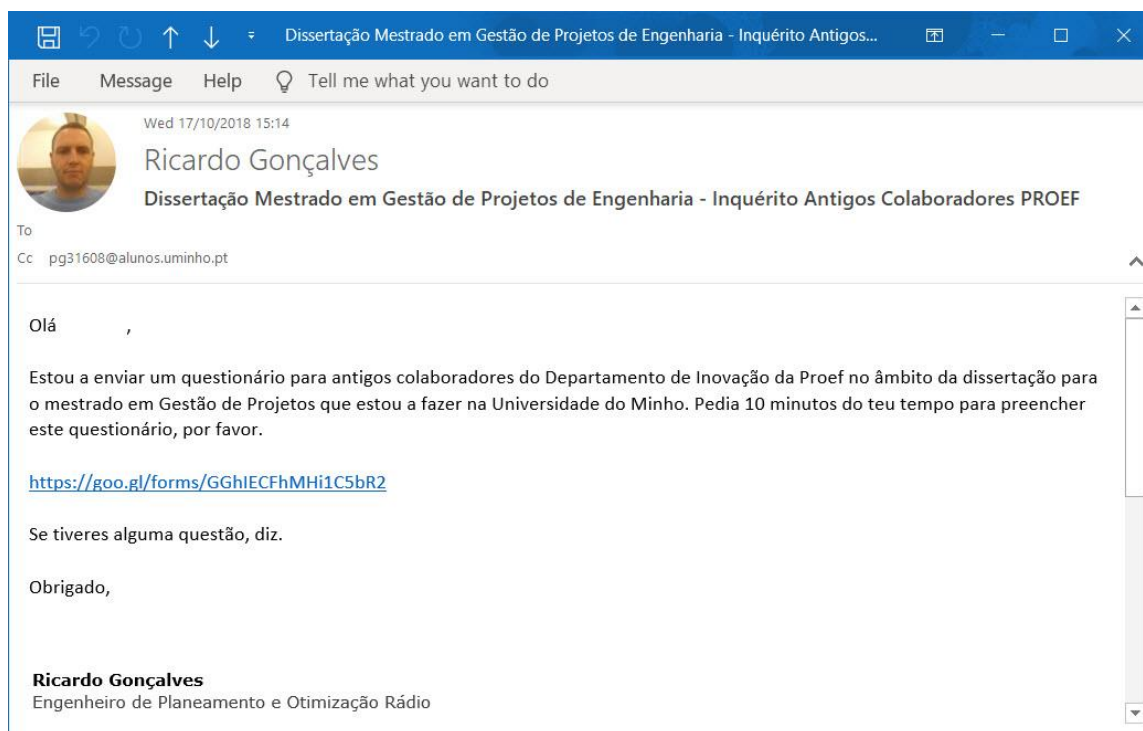 Dissertação Mestrado em Gestão de Projetos de Engenharia - Inquérito Antigos...
File Message Help Tell me what you want to do
Wed 17/10/2018 15:14
Ricardo Gonçalves
Dissertação Mestrado em Gestão de Projetos de Engenharia - Inquérito Antigos Colaboradores PROEF
To
Cc pg31608@alunos.uminho.pt
Olá ,
Estou a enviar um questionário para antigos colaboradores do Departamento de Inovação da Proef no âmbito da dissertação para
o mestrado em Gestão de Projetos que estou a fazer na Universidade do Minho. Pedia 10 minutos do teu tempo para preencher
este questionário, por favor.
https://goo.gl/forms/GGhIECFhMHi1C5bR2
Se tiveres alguma questão, diz.
Obrigado,
Ricardo Gonçalves
Engenheiro de Planeamento e Otimização Rádio